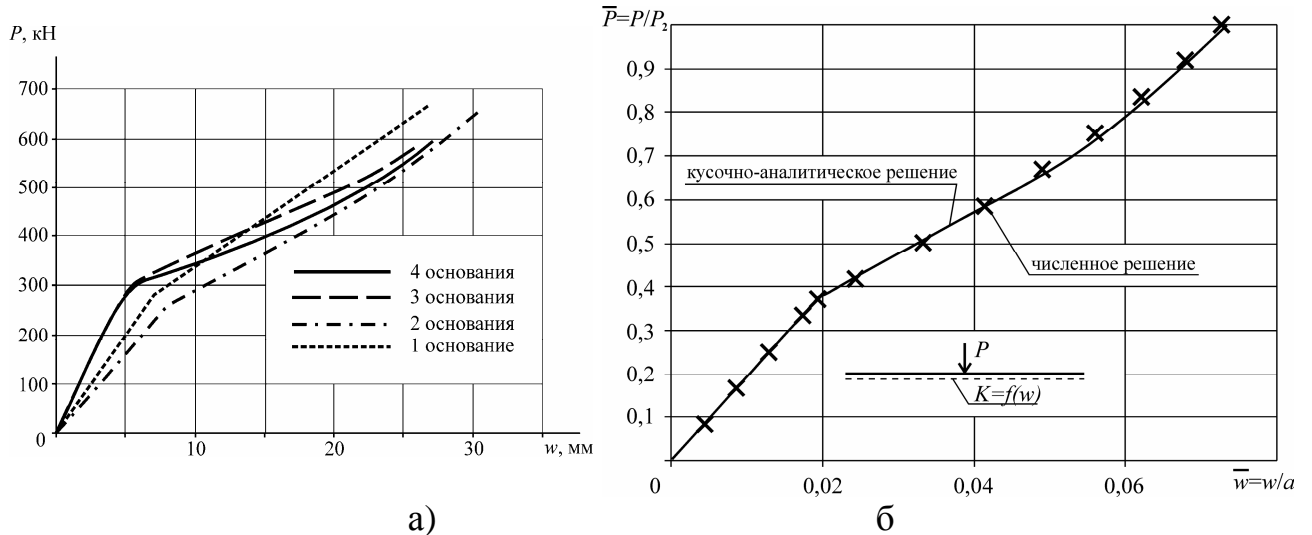 P, кН
700
600
500
400
300
200
100
0
10
20
30
w, мм
4 основания
3 основания
2 основания
1 основание
а)
P=P/P₂
0,9
0,8
0,7
0,6
0,5
0,4
0,3
0,2
0,1
0
0,02
0,04
0,06
w=w/a
кусочно-аналитическое решение
численное решение
P
K=f(w)
б